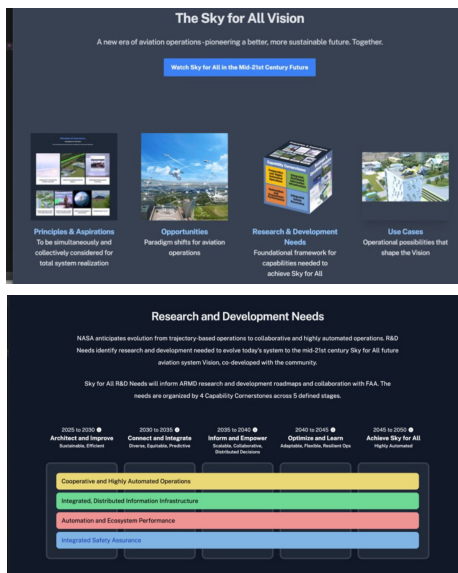 The Sky for All Vision
A new era of aviation operations - pioneering a better, more sustainable future. Together.
Watch Sky for All in the Mid-21st Century Future
Principles & Aspirations
To be simultaneously and
collectively considered for
total system realization
Opportunities
Paradigm shifts for aviation
operations
Research & Development
Needs
Foundational framework for
capabilities needed to
achieve Sky for All
Use Cases
Operational possibilities that
shape the Vision
Research and Development Needs
NASA anticipates evolution from trajectory-based operations to collaborative and highly automated operations. R&D
Needs identify research and development needed to evolve today's system to the mid-21st century Sky for All future
aviation system Vision, co-developed with the community.
Sky for All R&D Needs will inform ARMD research and development roadmaps and collaboration with FAA. The
needs are organized by 4 Capability Cornerstones across 5 defined stages.
2025 to 2030
Architect and Improve
Sustainable, Efficient
2030 to 2035
Connect and Integrate
Diverse, Equitable, Predictive
2035 to 2040
Inform and Empower
Scalable, Collaborative,
Distributed Decisions
2040 to 2045
Optimize and Learn
Adaptable, Flexible, Resilient Ops
2045 to 2050
Achieve Sky for All
Highly Automated
Cooperative and Highly Automated Operations
Integrated, Distributed Information Infrastructure
Automation and Ecosystem Performance
Integrated Safety Assurance